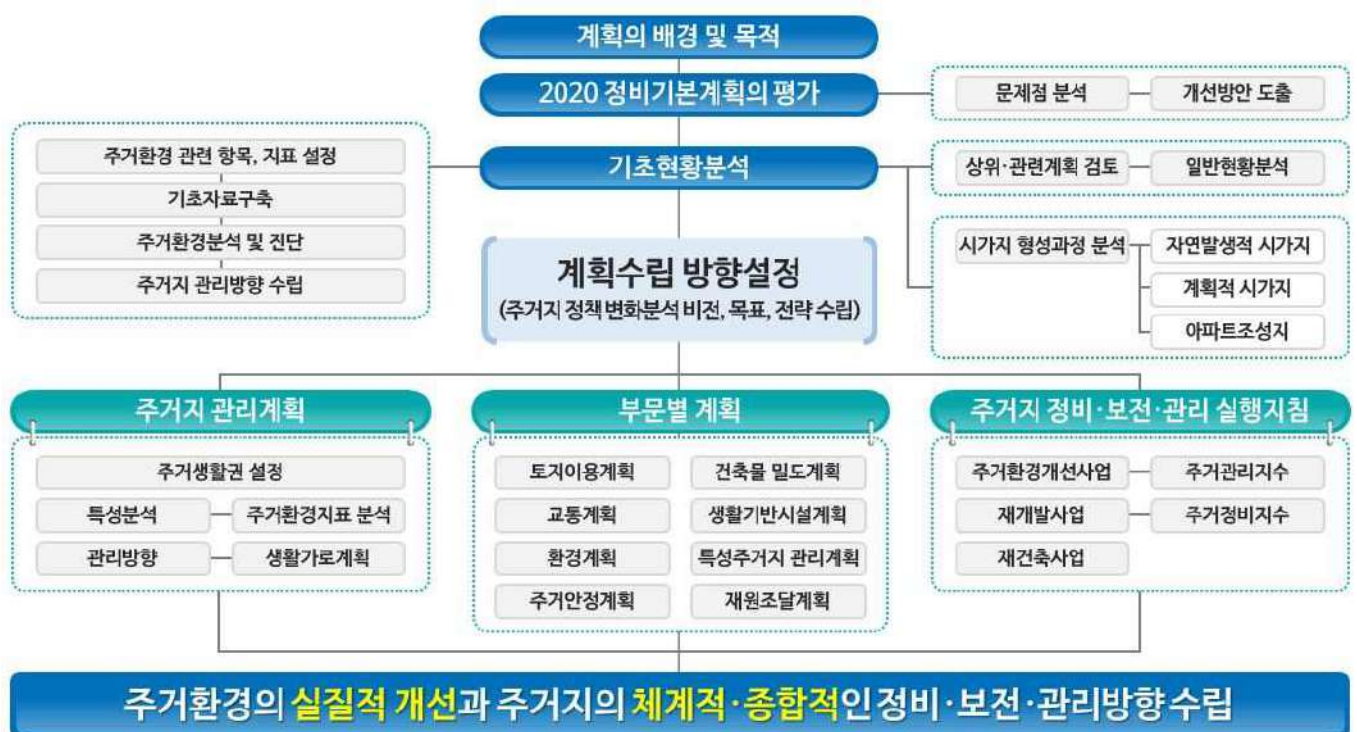 계획의 배경 및 목적
2020 정비기본계획의 평가
문제점 분석
개선방안 도출
주거환경 관련 항목, 지표 설정
기초자료구축
주거환경분석 및 진단
주거지 관리방향 수립
기초현황분석
상위·관련계획 검토
일반현황분석
시가지 형성과정 분석
자연발생적 시가지
계획적 시가지
아파트조성지
계획수립 방향설정
(주거지 정책 변화분석 비전, 목표, 전략 수립)
주거지 관리계획
주거생활권 설정
특성분석
주거환경지표 분석
관리방향
생활가로계획
부문별 계획
토지이용계획
건축물 밀도계획
교통계획
생활기반시설계획
환경계획
특성주거지 관리계획
주거안정계획
재원조달계획
주거지 정비·보전·관리 실행지침
주거환경개선사업
주거관리지수
재개발사업
주거정비지수
재건축사업
주거환경의 실질적 개선과 주거지의 체계적·종합적인 정비·보전·관리방향 수립